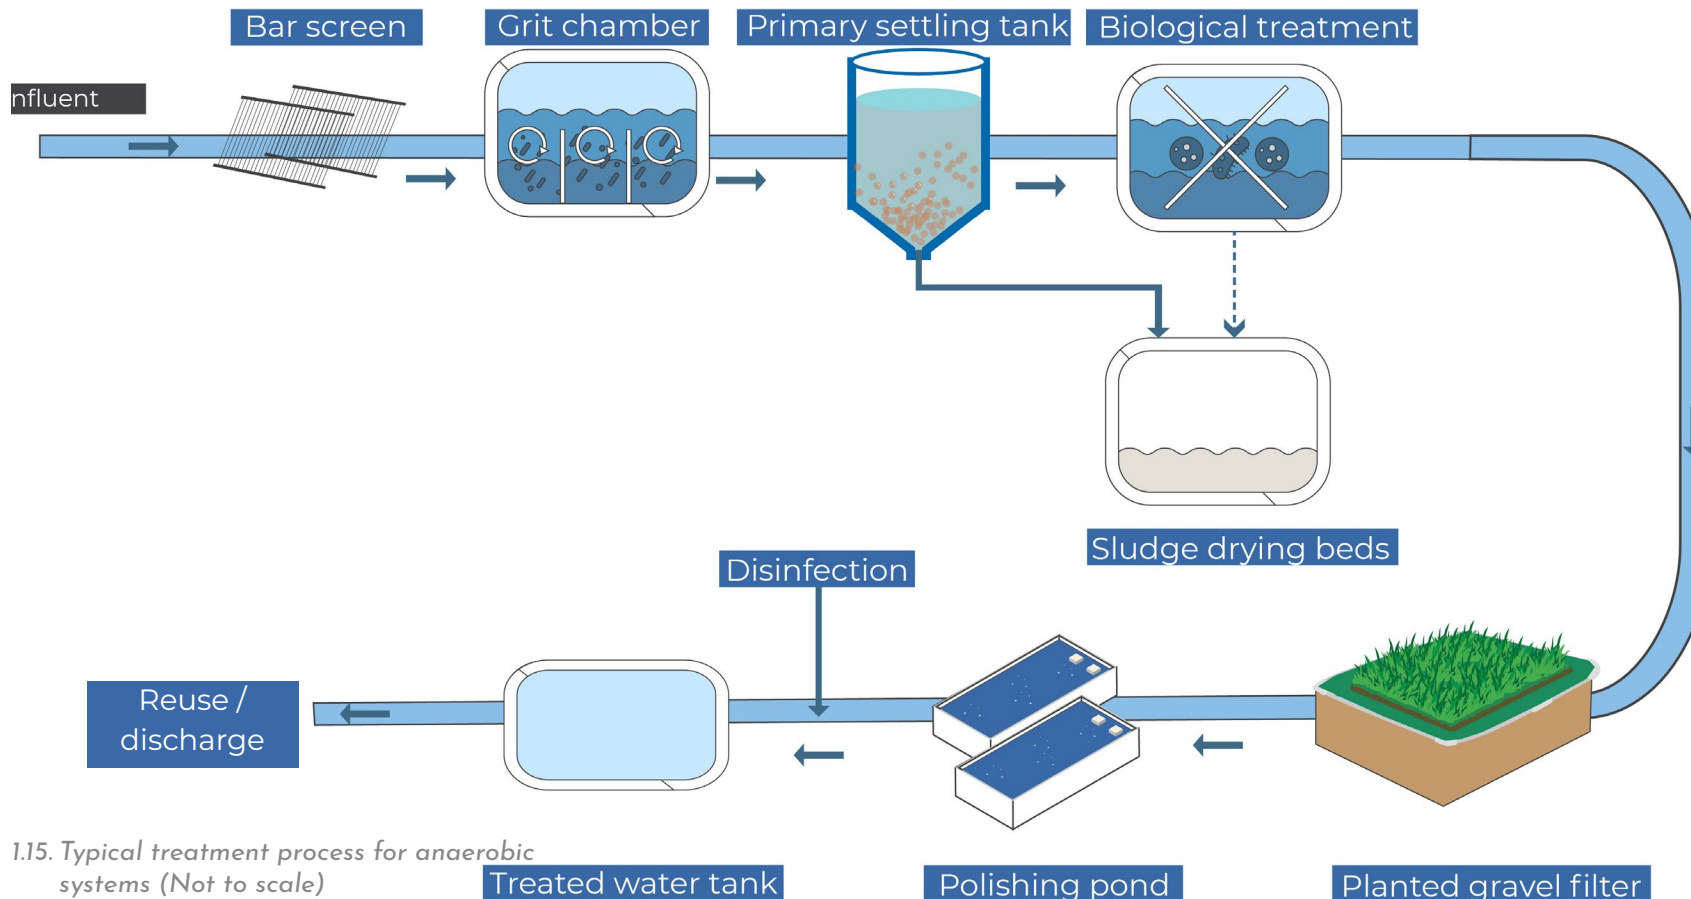 Bar screen
Grit chamber
Primary settling tank
Biological treatment
nfluent
Sludge drying beds
Disinfection
Reuse /
discharge
1.15. Typical treatment process for anaerobic
systems (Not to scale)
Treated water tank
Polishing pond
Planted gravel filter